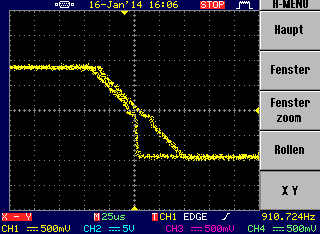 16-Jan'14 16:06 STOP H-MENU
Haupt
Fenster
Fenster
zoom
Rollen
X Y
X - Y M 25us T CH1 EDGE 910.724Hz
CH1 500mV CH2 5V CH3 500mV CH4 500mV